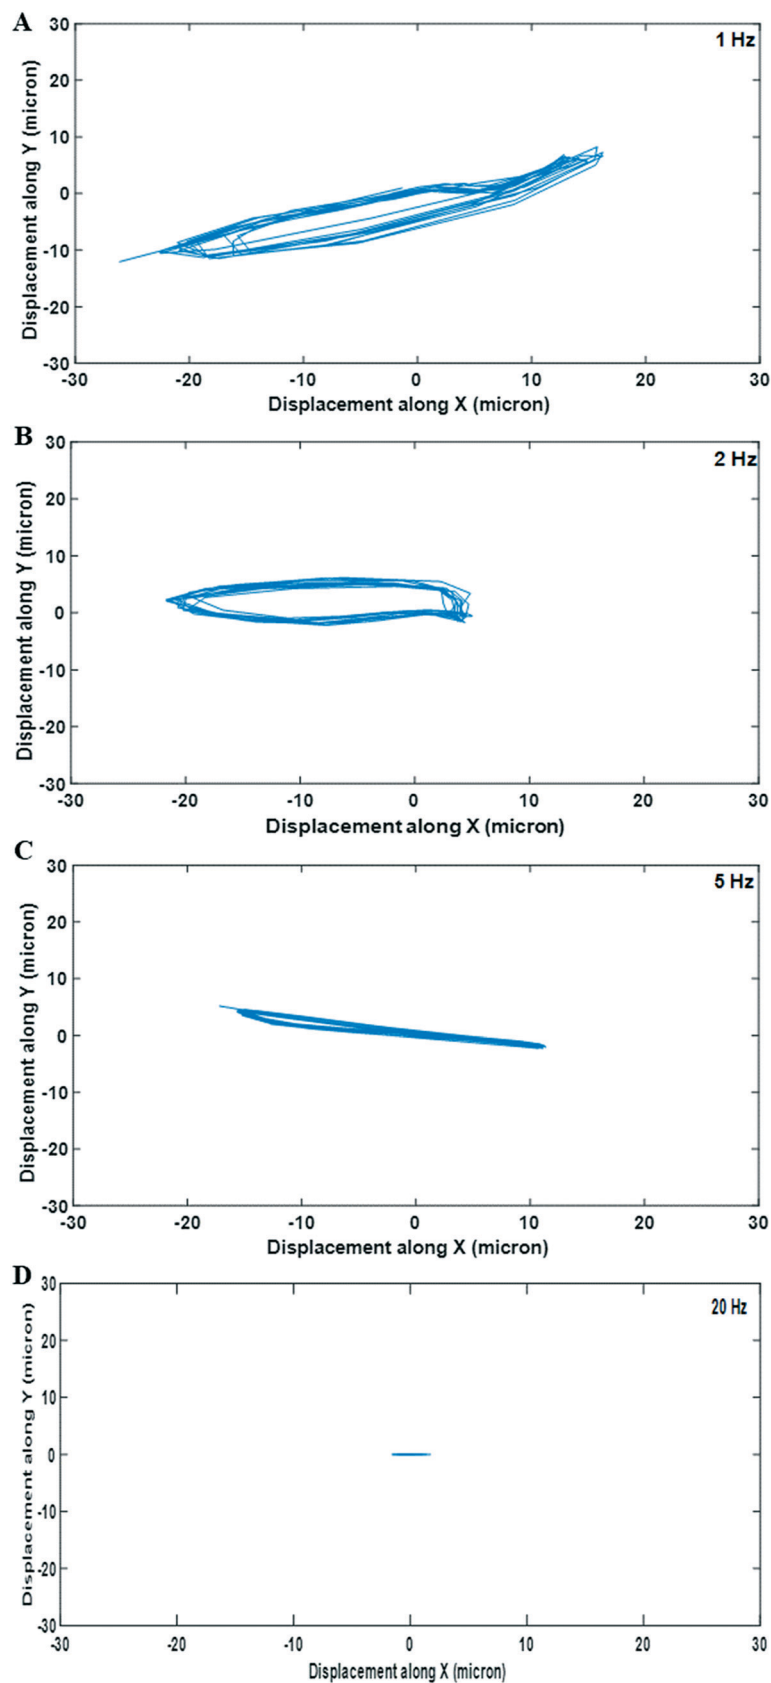 A
1 Hz
30
20
10
0
-10
-20
-30
Displacement along Y (micron)
-30 -20 -10 0 10 20 30
Displacement along X (micron)
B
2 Hz
30
20
10
0
-10
-20
-30
Displacement along Y (micron)
-30 -20 -10 0 10 20 30
Displacement along X (micron)
C
5 Hz
30
20
10
0
-10
-20
-30
Displacement along Y (micron)
-30 -20 -10 0 10 20 30
Displacement along X (micron)
D
20 Hz
30
20
10
0
-10
-20
-30
Displacement along Y (micron)
-30 -20 -10 0 10 20 30
Displacement along X (micron)